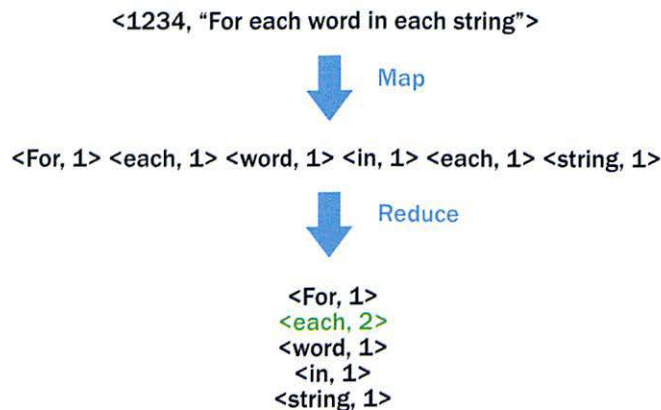 <1234, “For each word in each string”>
Map
<For, 1> <each, 1> <word, 1> <in, 1> <each, 1> <string, 1>
Reduce
<For, 1>
<each, 2>
<word, 1>
<in, 1>
<string, 1>